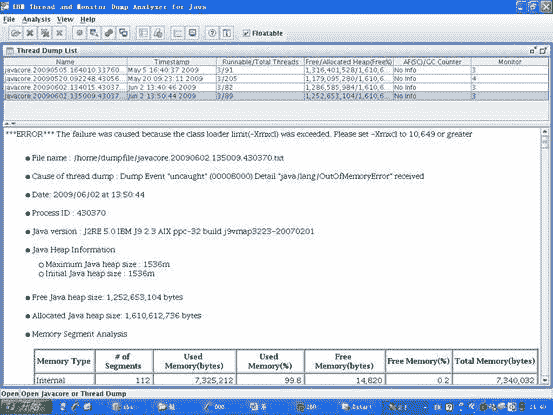 IBM Thread and Monitor Dump Analyzer for Java
File Analysis View Help
Floatable
Thread Dump List
Name Timestamp Runnable/Total Threads Free/Allocated Heap(Free%) AF(SC)/GC Counter Monitor
javacore.20090505.164010.33760... May 5 16:40:37 2009 3/91 1,316,401,528/1,610,6... No Info 3
javacore.20090520.092248.43056... May 20 09:23:11 2009 3/205 1,179,095,280/1,610,6... No Info 4
javacore.20090602.134015.43037... Jun 2 13:40:46 2009 3/82 1,286,585,984/1,610,6... No Info 3
javacore.20090602.135009.43037... Jun 2 13:50:44 2009 3/89 1,252,653,104/1,610,6... No Info 3
***ERROR*** The failure was caused because the class loader limit(-Xmxcl) was exceeded. Please set -Xmxcl to 10,649 or greater
File name : /home/dumpfile/javacore.20090602.135009.430370.txt
Cause of thread dump : Dump Event "uncaught" (00008000) Detail "java/lang/OutOfMemoryError" received
Date: 2009/06/02 at 13:50:44
Process ID : 430370
Java version : J2RE 5.0 IBM J9 2.3 AIX ppc-32 build j9vmap3223-20070201
Java Heap Information
Maximum Java heap size : 1536m
Initial Java heap size : 1536m
Free Java heap size: 1,252,653,104 bytes
Allocated Java heap size: 1,610,612,736 bytes
Memory Segment Analysis
Memory Type # of Segments Used Memory(bytes) Used Memory(%) Free Memory(bytes) Free Memory(%) Total Memory(bytes)
Internal 112 7,325,212 99.8 14,820 0.2 7,340,032
Open Open Javacore or Thread Dump